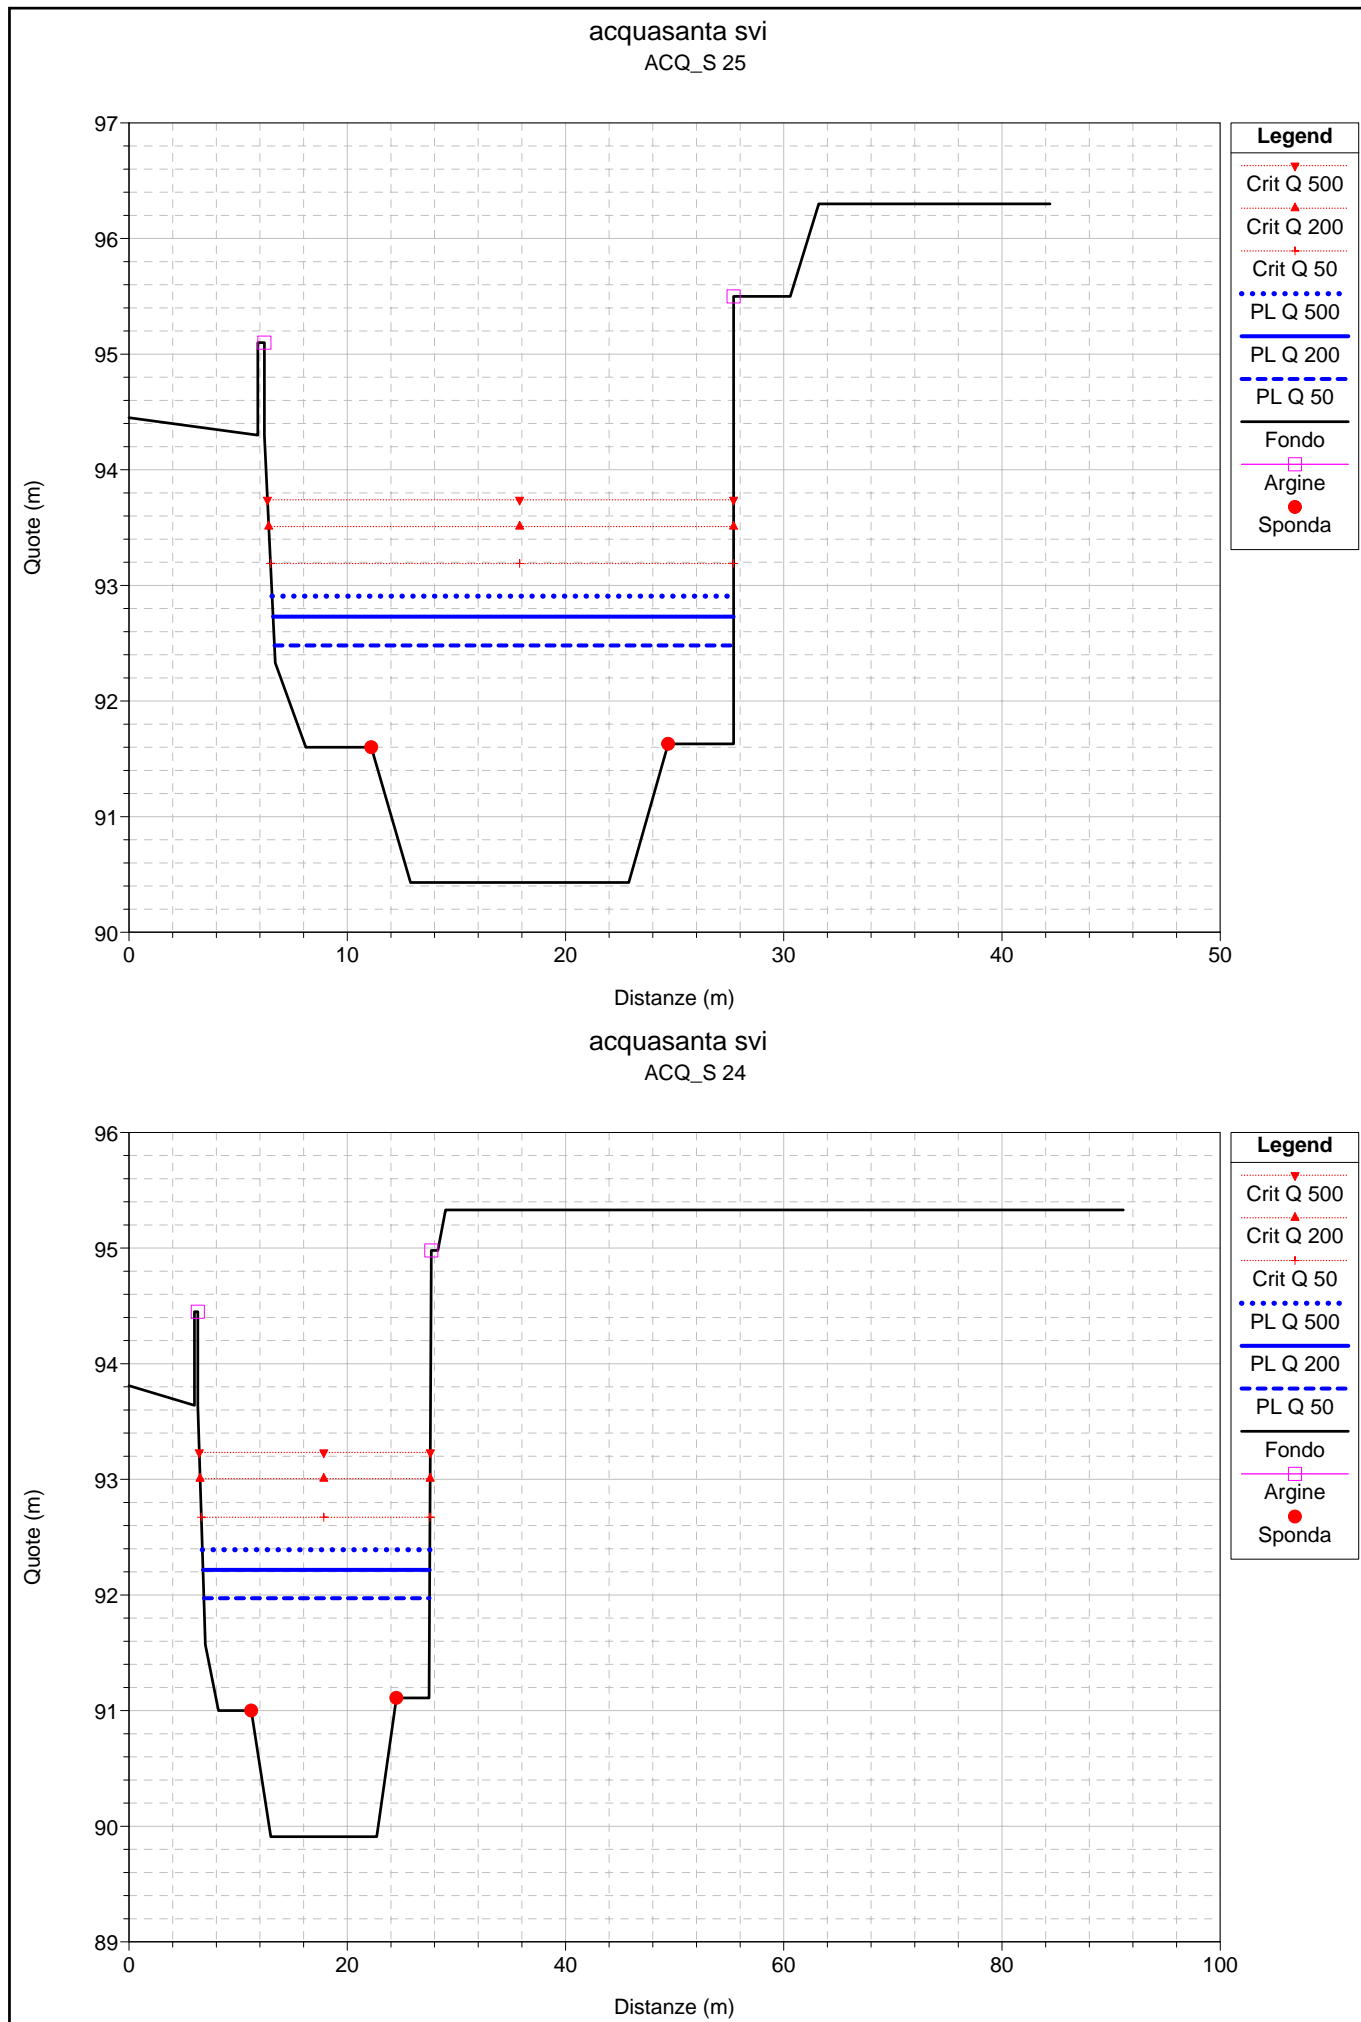 acquasanta svi
ACQ_S 25
97
96
95
94
93
92
91
90
Quote (m)
0 10 20 30 40 50
Distanze (m)
Legend
Crit Q 500
Crit Q 200
Crit Q 50
PL Q 500
PL Q 200
PL Q 50
Fondo
Argine
Sponda
acquasanta svi
ACQ_S 24
96
95
94
93
92
91
90
89
Quote (m)
0 20 40 60 80 100
Distanze (m)
Legend
Crit Q 500
Crit Q 200
Crit Q 50
PL Q 500
PL Q 200
PL Q 50
Fondo
Argine
Sponda